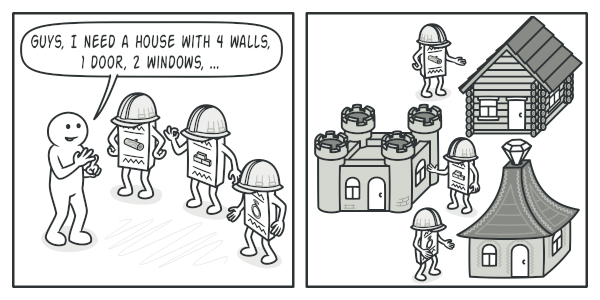 GUYS, I NEED A HOUSE WITH 4 WALLS,
1 DOOR, 2 WINDOWS, ...